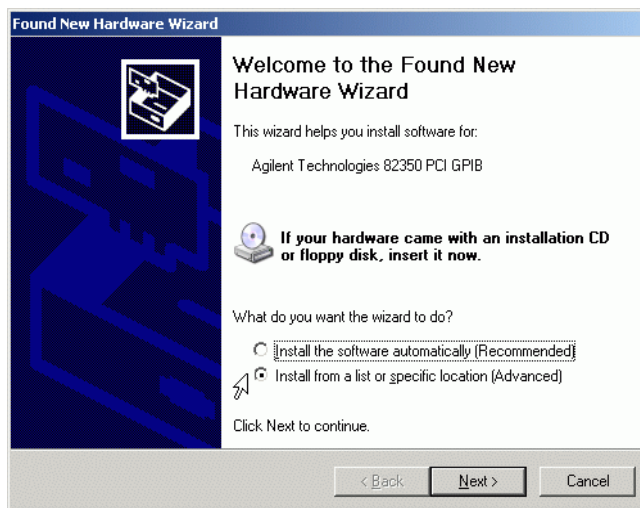 Found New Hardware Wizard
Welcome to the Found New
Hardware Wizard
This wizard helps you install software for:
Agilent Technologies 82350 PCI GPIB
If your hardware came with an installation CD
or floppy disk, insert it now.
What do you want the wizard to do?
Install the software automatically (Recommended)
Install from a list or specific location (Advanced)
Click Next to continue.
< Back
Next >
Cancel